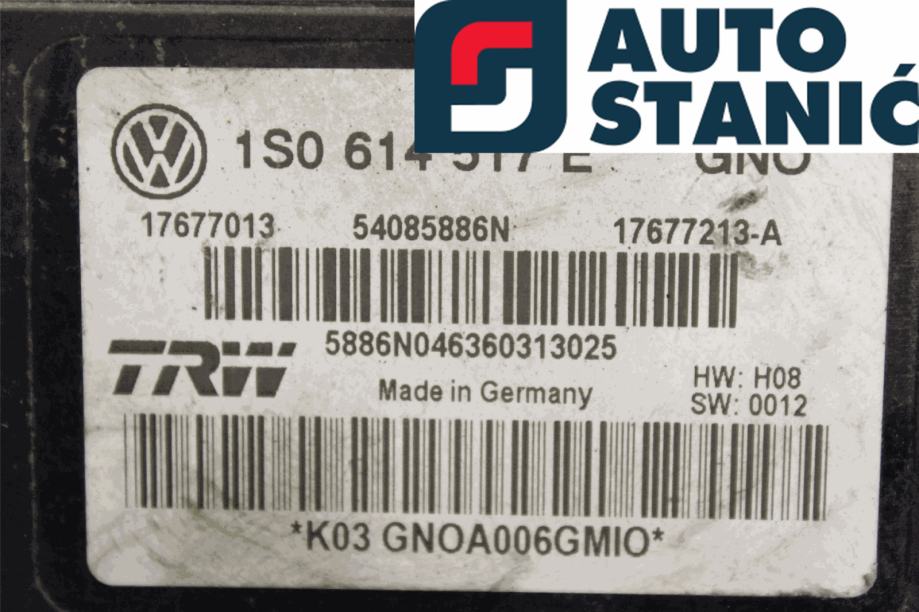 AUTO
STANIĆ
1S0 614 517 E GNO
17677013 54085886N 17677213-A
5886N046360313025
TRW
Made in Germany
HW: H08
SW: 0012
*K03 GNOA006GMIO*